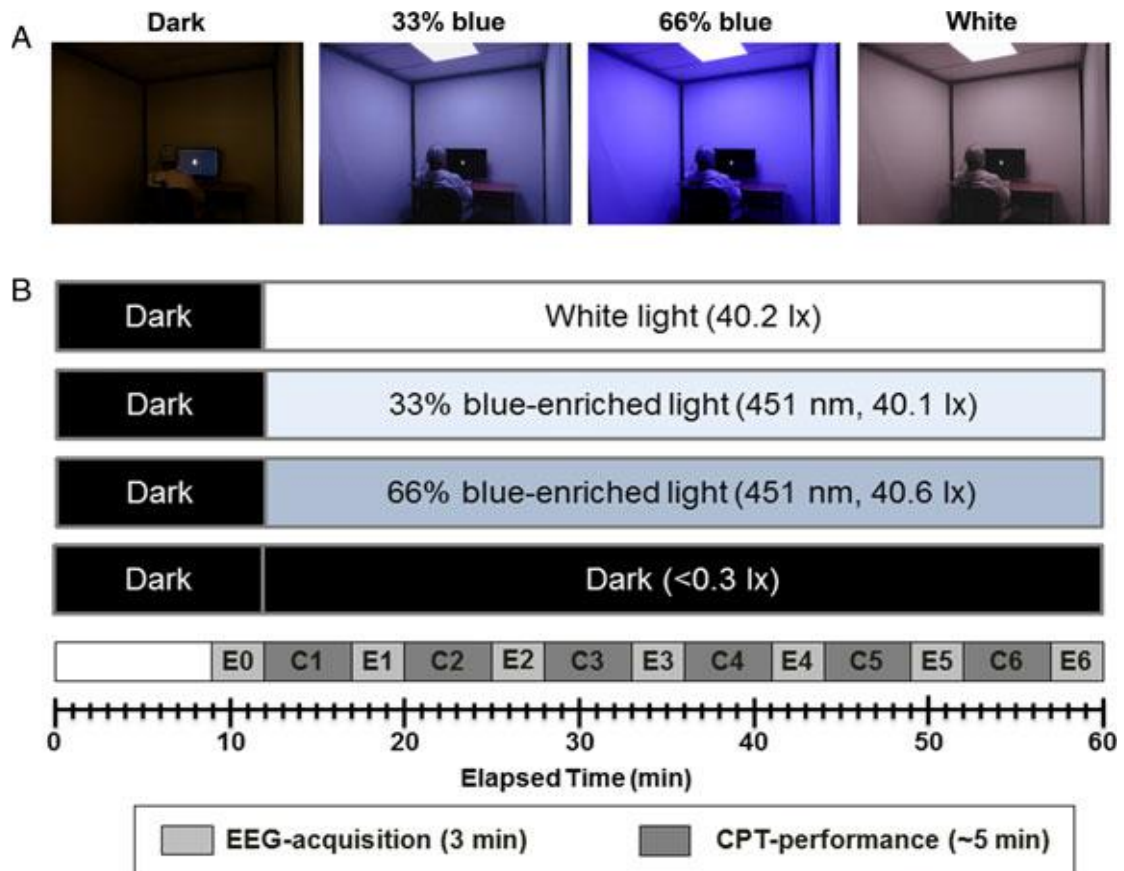 A
Dark 33% blue 66% blue White
B
Dark White light (40.2 lx)
Dark 33% blue-enriched light (451 nm, 40.1 lx)
Dark 66% blue-enriched light (451 nm, 40.6 lx)
Dark Dark (<0.3 lx)
E0 C1 E1 C2 E2 C3 E3 C4 E4 C5 E5 C6 E6
0 10 20 30 40 50 60
Elapsed Time (min)
EEG-acquisition (3 min) CPT-performance (~5 min)